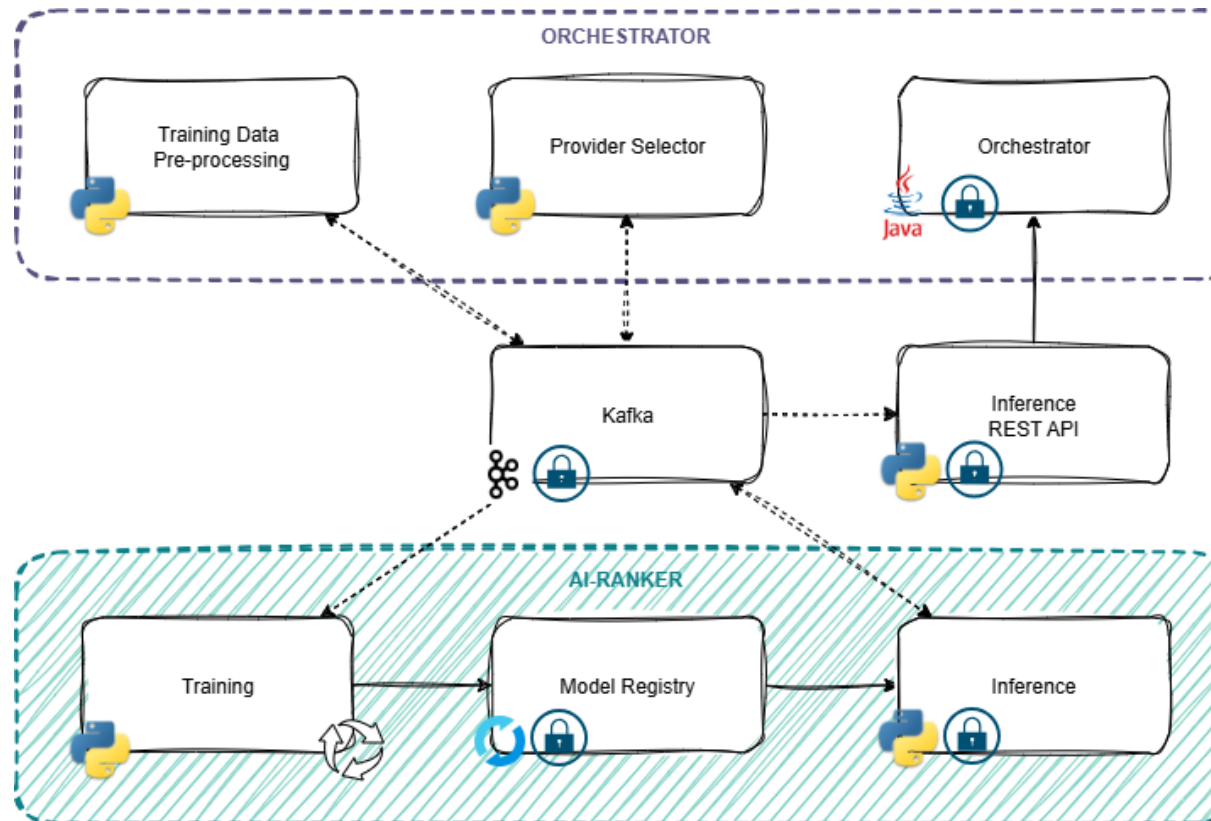 ORCHESTRATOR
Training Data
Pre-processing
Provider Selector
Orchestrator
Java
Kafka
Inference
REST API
AI-RANKER
Training
Model Registry
Inference